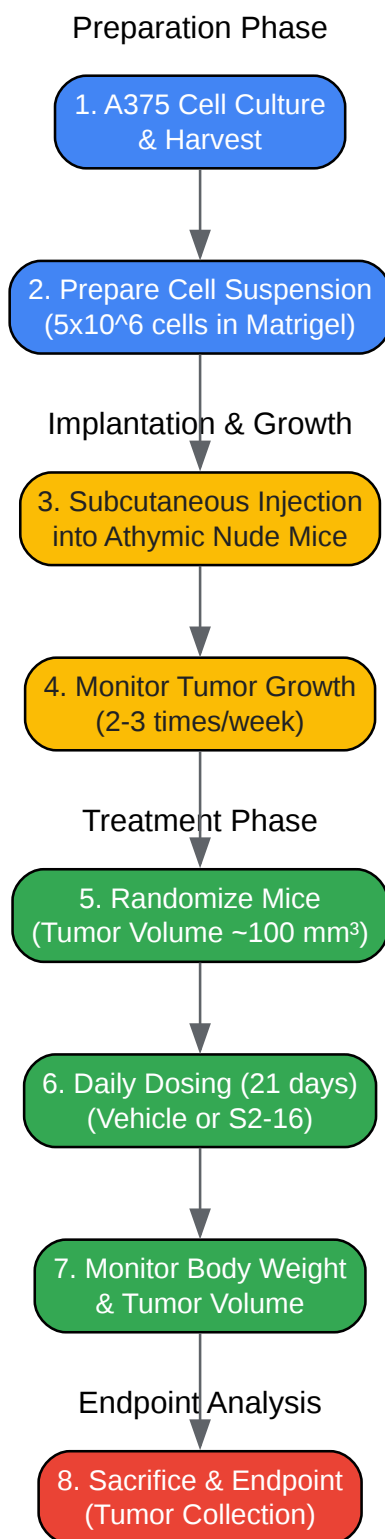 Preparation Phase
1. A375 Cell Culture
& Harvest
2. Prepare Cell Suspension
(5x10^6 cells in Matrigel)
Implantation & Growth
3. Subcutaneous Injection
into Athymic Nude Mice
4. Monitor Tumor Growth
(2-3 times/week)
Treatment Phase
5. Randomize Mice
(Tumor Volume ~100 mm³)
6. Daily Dosing (21 days)
(Vehicle or S2-16)
7. Monitor Body Weight
& Tumor Volume
Endpoint Analysis
8. Sacrifice & Endpoint
(Tumor Collection)